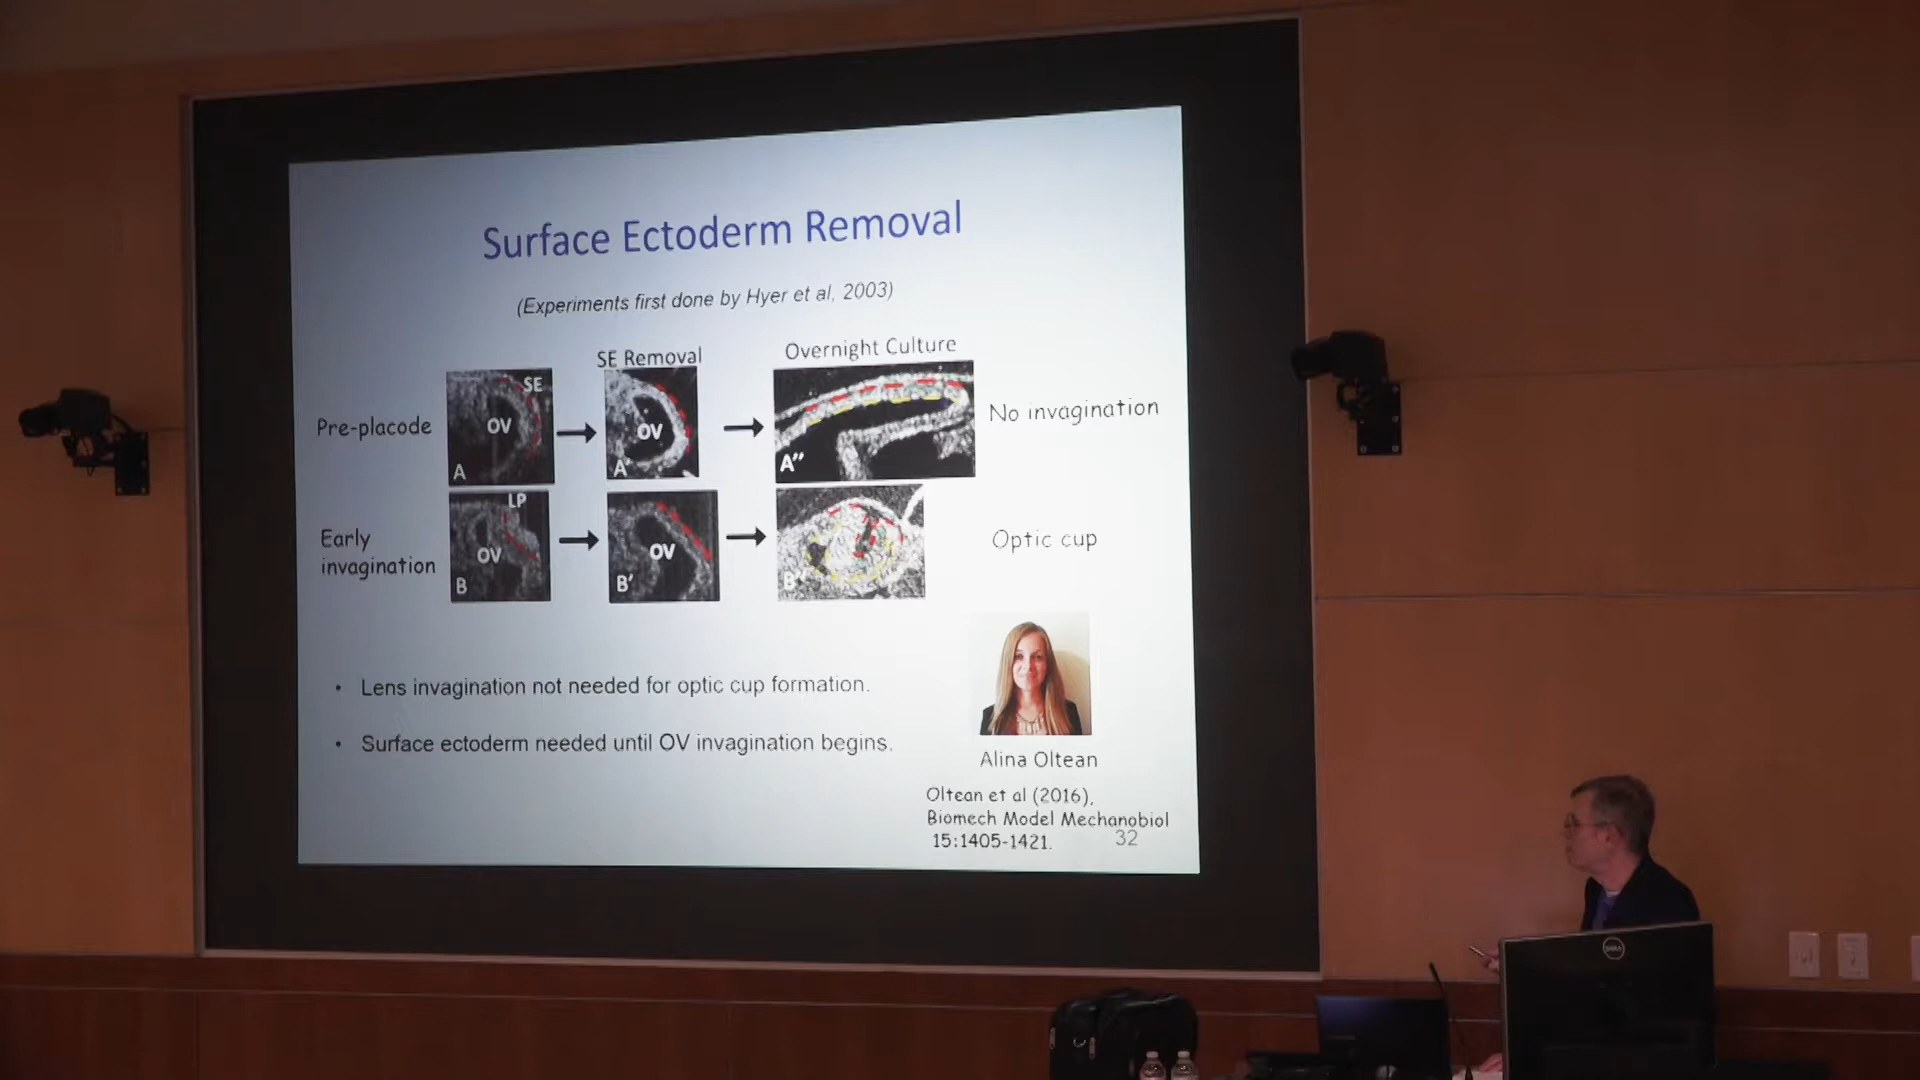 Surface Ectoderm Removal
(Experiments first done by Hyer et al, 2003)
SE Removal
Overnight Culture
Pre-placode
SE
OV
A
OV
A'
A''
No invagination
Early
invagination
LP
OV
B
OV
B'
B''
Optic cup
• Lens invagination not needed for optic cup formation.
• Surface ectoderm needed until OV invagination begins.
Alina Oltean
Oltean et al (2016),
Biomech Model Mechanobiol
15:1405-1421.
32
DELL